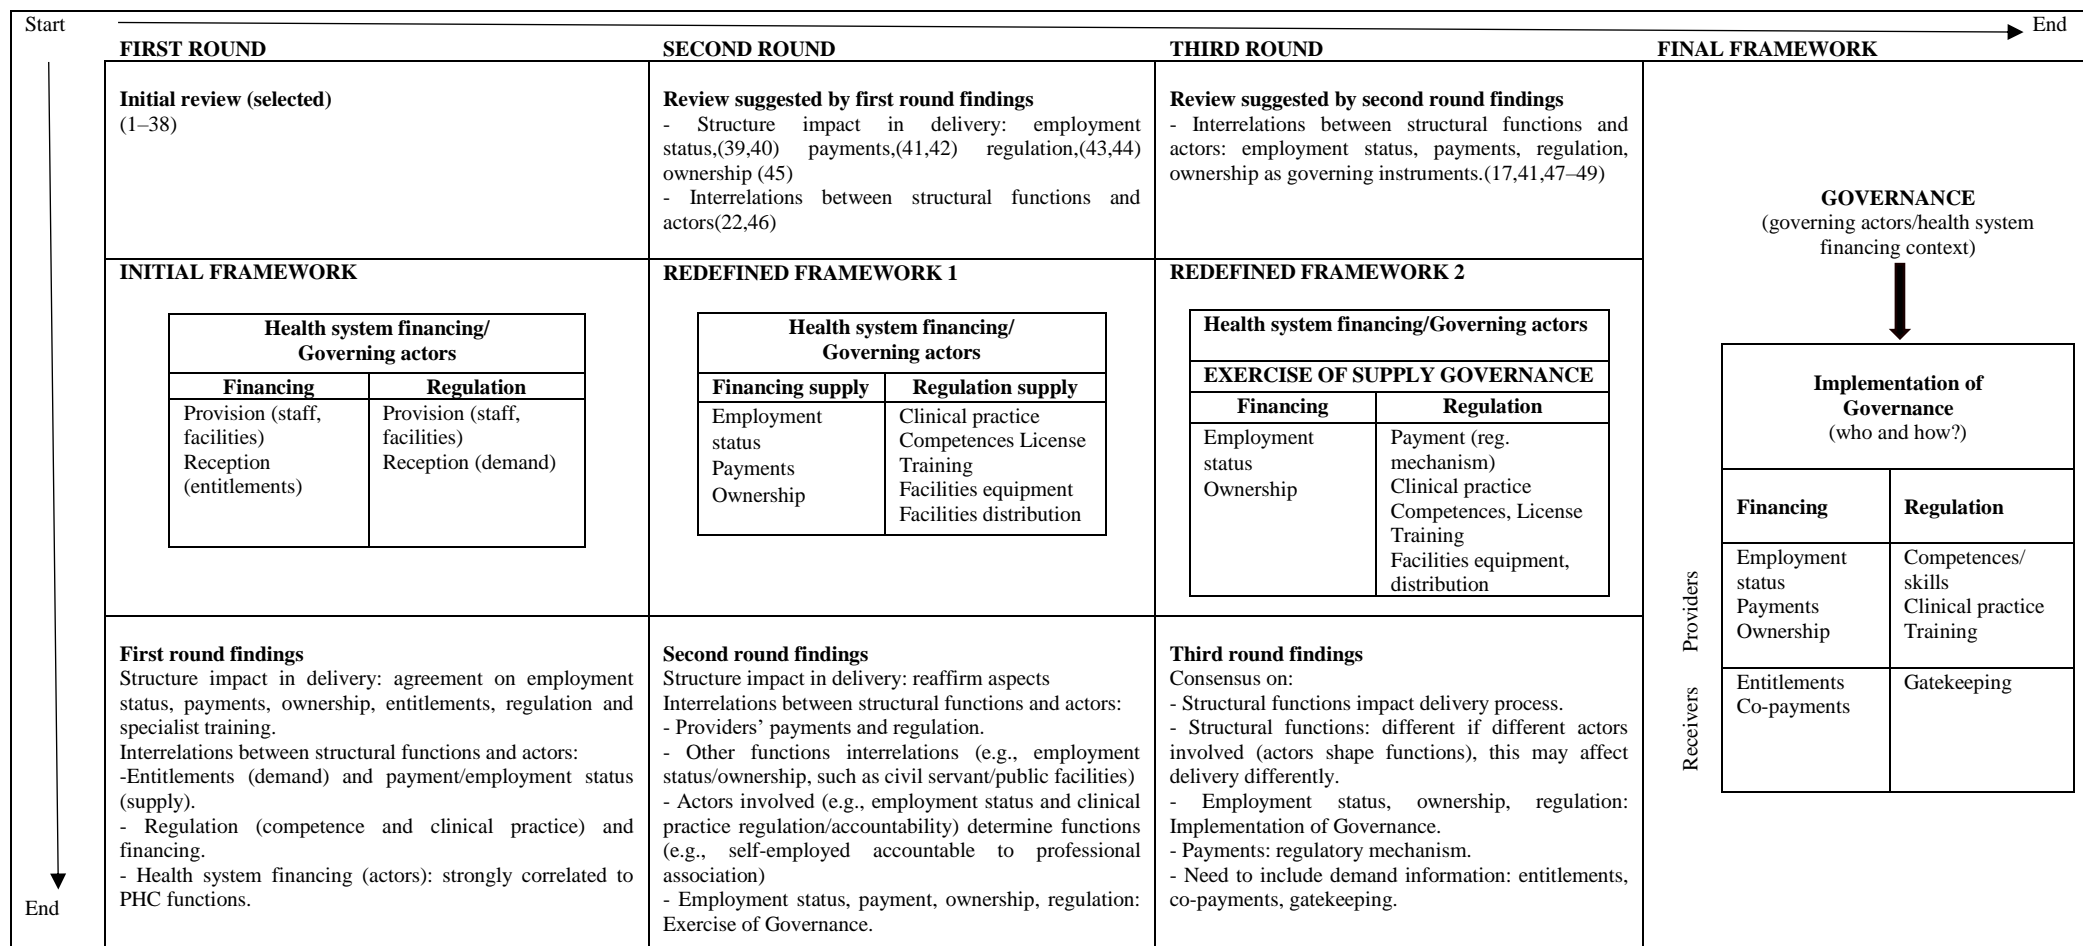 Start
End
FIRST ROUND
SECOND ROUND
THIRD ROUND
FINAL FRAMEWORK
Initial review (selected)
(1–38)
Review suggested by first round findings
- Structure impact in delivery: employment
status,(39,40) payments,(41,42) regulation,(43,44)
ownership (45)
- Interrelations between structural functions and
actors(22,46)
Review suggested by second round findings
- Interrelations between structural functions and
actors: employment status, payments, regulation,
ownership as governing instruments.(17,41,47–49)
INITIAL FRAMEWORK
Health system financing/
Governing actors
Financing
Regulation
Provision (staff,
facilities)
Reception
(entitlements)
Provision (staff,
facilities)
Reception (demand)
REDEFINED FRAMEWORK 1
Health system financing/
Governing actors
Financing supply
Regulation supply
Employment
status
Payments
Ownership
Clinical practice
Competences License
Training
Facilities equipment
Facilities distribution
REDEFINED FRAMEWORK 2
Health system financing/Governing actors
EXERCISE OF SUPPLY GOVERNANCE
Financing
Regulation
Employment
status
Ownership
Payment (reg.
mechanism)
Clinical practice
Competences, License
Training
Facilities equipment,
distribution
First round findings
Structure impact in delivery: agreement on employment
status, payments, ownership, entitlements, regulation and
specialist training.
Interrelations between structural functions and actors:
-Entitlements (demand) and payment/employment status
(supply).
- Regulation (competence and clinical practice) and
financing.
- Health system financing (actors): strongly correlated to
PHC functions.
Second round findings
Structure impact in delivery: reaffirm aspects
Interrelations between structural functions and actors:
- Providers’ payments and regulation.
- Other functions interrelations (e.g., employment
status/ownership, such as civil servant/public facilities)
- Actors involved (e.g., employment status and clinical
practice regulation/accountability) determine functions
(e.g., self-employed accountable to professional
association)
- Employment status, payment, ownership, regulation:
Exercise of Governance.
Third round findings
Consensus on:
- Structural functions impact delivery process.
- Structural functions: different if different actors
involved (actors shape functions), this may affect
delivery differently.
- Employment status, ownership, regulation:
Implementation of Governance.
- Payments: regulatory mechanism.
- Need to include demand information: entitlements,
co-payments, gatekeeping.
GOVERNANCE
(governing actors/health system
financing context)
Implementation of
Governance
(who and how?)
Financing
Regulation
Providers
Employment
status
Payments
Ownership
Competences/
skills
Clinical practice
Training
Receivers
Entitlements
Co-payments
Gatekeeping
End